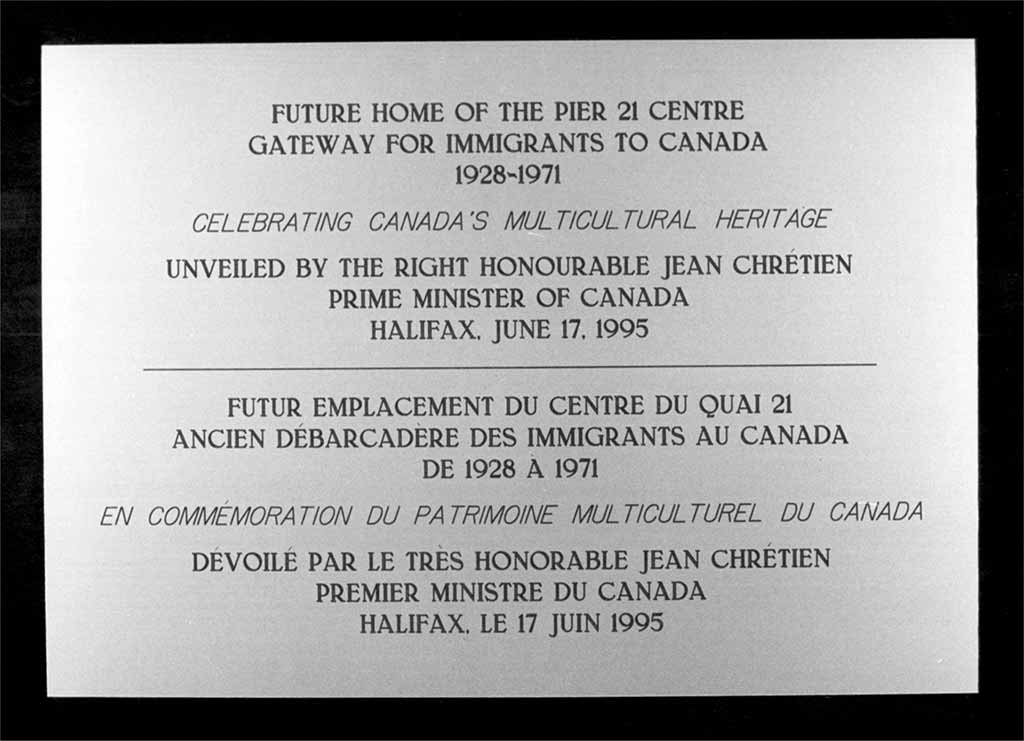 FUTURE HOME OF THE PIER 21 CENTRE
GATEWAY FOR IMMIGRANTS TO CANADA
1928-1971
CELEBRATING CANADA'S MULTICULTURAL HERITAGE
UNVEILED BY THE RIGHT HONOURABLE JEAN CHRÉTIEN
PRIME MINISTER OF CANADA
HALIFAX, JUNE 17, 1995
FUTUR EMPLACEMENT DU CENTRE DU QUAI 21
ANCIEN DÉBARCADÈRE DES IMMIGRANTS AU CANADA
DE 1928 À 1971
EN COMMÉMORATION DU PATRIMOINE MULTICULTUREL DU CANADA
DÉVOILÉ PAR LE TRÈS HONORABLE JEAN CHRÉTIEN
PREMIER MINISTRE DU CANADA
HALIFAX, LE 17 JUIN 1995